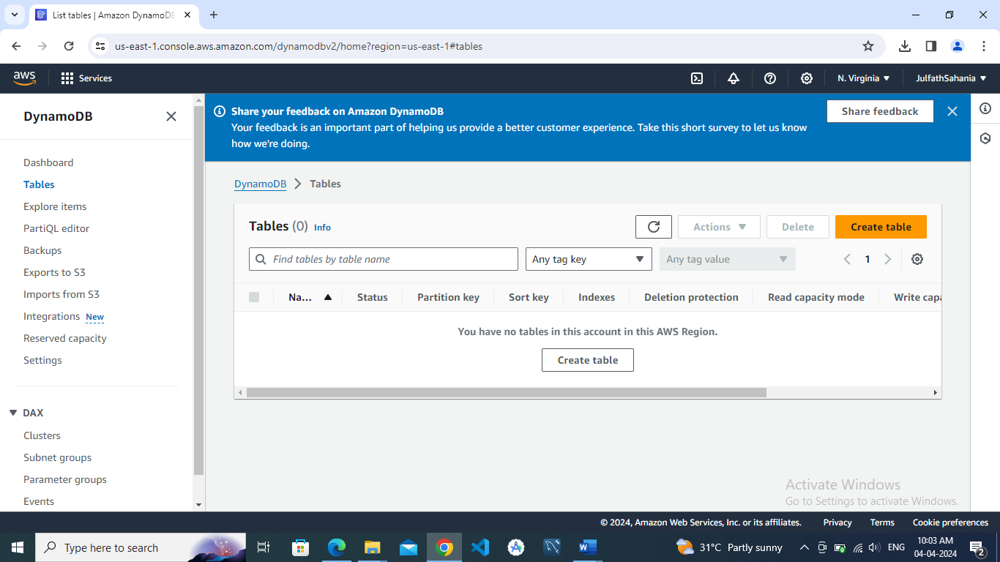 List tables | Amazon DynamoDB
us-east-1.console.aws.amazon.com/dynamodbv2/home?region=us-east-1#tables
aws Services N. Virginia JulfathSahania
DynamoDB
Dashboard
Tables
Explore items
PartiQL editor
Backups
Exports to S3
Imports from S3
Integrations New
Reserved capacity
Settings
DAX
Clusters
Subnet groups
Parameter groups
Events
Share your feedback on Amazon DynamoDB
Your feedback is an important part of helping us provide a better customer experience. Take this short survey to let us know
how we're doing.
Share feedback
DynamoDB Tables
Tables (0) Info
Actions Delete Create table
Find tables by table name Any tag key Any tag value 1
Na... Status Partition key Sort key Indexes Deletion protection Read capacity mode Write capa
You have no tables in this account in this AWS Region.
Create table
Activate Windows
Go to Settings to activate Windows.
© 2024, Amazon Web Services, Inc. or its affiliates. Privacy Terms Cookie preferences
Type here to search
31°C Partly sunny
ENG
10:03 AM
04-04-2024
2